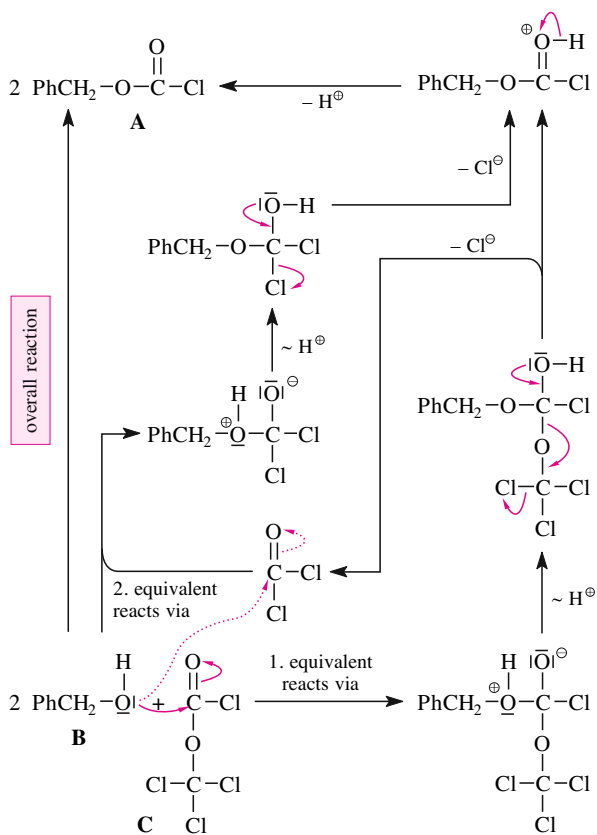 O
2 PhCH₂–O–C–Cl
A
– H⊕
⊕
O–H
PhCH₂–O–C–Cl
– Cl⊖
|O–H
PhCH₂–O–C–Cl
Cl
– Cl⊖
~ H⊕
overall reaction
H |O|⊖
⊕
PhCH₂–O–C–Cl
Cl
|O–H
PhCH₂–O–C–Cl
O
Cl–C–Cl
Cl
O
C–Cl
Cl
2. equivalent
reacts via
~ H⊕
H O
2 PhCH₂–O| + C–Cl
B
O
Cl–C–Cl
C Cl
1. equivalent
reacts via
H |O|⊖
⊕
PhCH₂–O–C–Cl
O
Cl–C–Cl
Cl